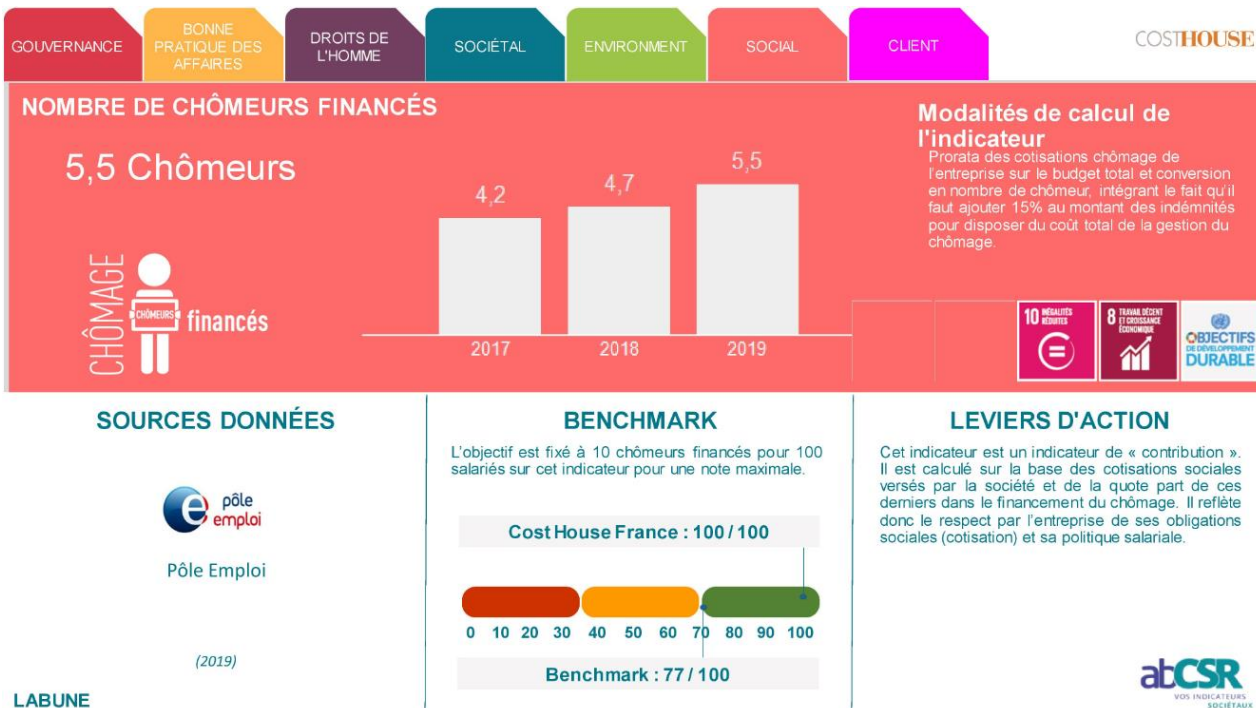 GOUVERNANCE
BONNE
PRATIQUE DES
AFFAIRES
DROITS DE
L'HOMME
SOCIÉTAL
ENVIRONMENT
SOCIAL
CLIENT
COSTHOUSE
NOMBRE DE CHÔMEURS FINANCÉS
5,5 Chômeurs
CHÔMAGE
CHÔMEURS
financés
4,2
4,7
5,5
2017
2018
2019
Modalités de calcul de
l'indicateur
Prorata des cotisations chômage de
l'entreprise sur le budget total et conversion
en nombre de chômeur, intégrant le fait qu'il
faut ajouter 15% au montant des indémnités
pour disposer du coût total de la gestion du
chômage.
10 INÉGALITÉS
RÉDUITES
8 TRAVAIL DÉCENT
ET CROISSANCE
ÉCONOMIQUE
OBJECTIFS
DE DÉVELOPPEMENT
DURABLE
SOURCES DONNÉES
pôle
emploi
Pôle Emploi
(2019)
LABUNE
BENCHMARK
L'objectif est fixé à 10 chômeurs financés pour 100
salariés sur cet indicateur pour une note maximale.
Cost House France : 100 / 100
0 10 20 30 40 50 60 70 80 90 100
Benchmark : 77 / 100
LEVIERS D'ACTION
Cet indicateur est un indicateur de « contribution ».
Il est calculé sur la base des cotisations sociales
versés par la société et de la quote part de ces
derniers dans le financement du chômage. Il reflète
donc le respect par l'entreprise de ses obligations
sociales (cotisation) et sa politique salariale.
abCSR
VOS INDICATEURS
SOCIÉTAUX